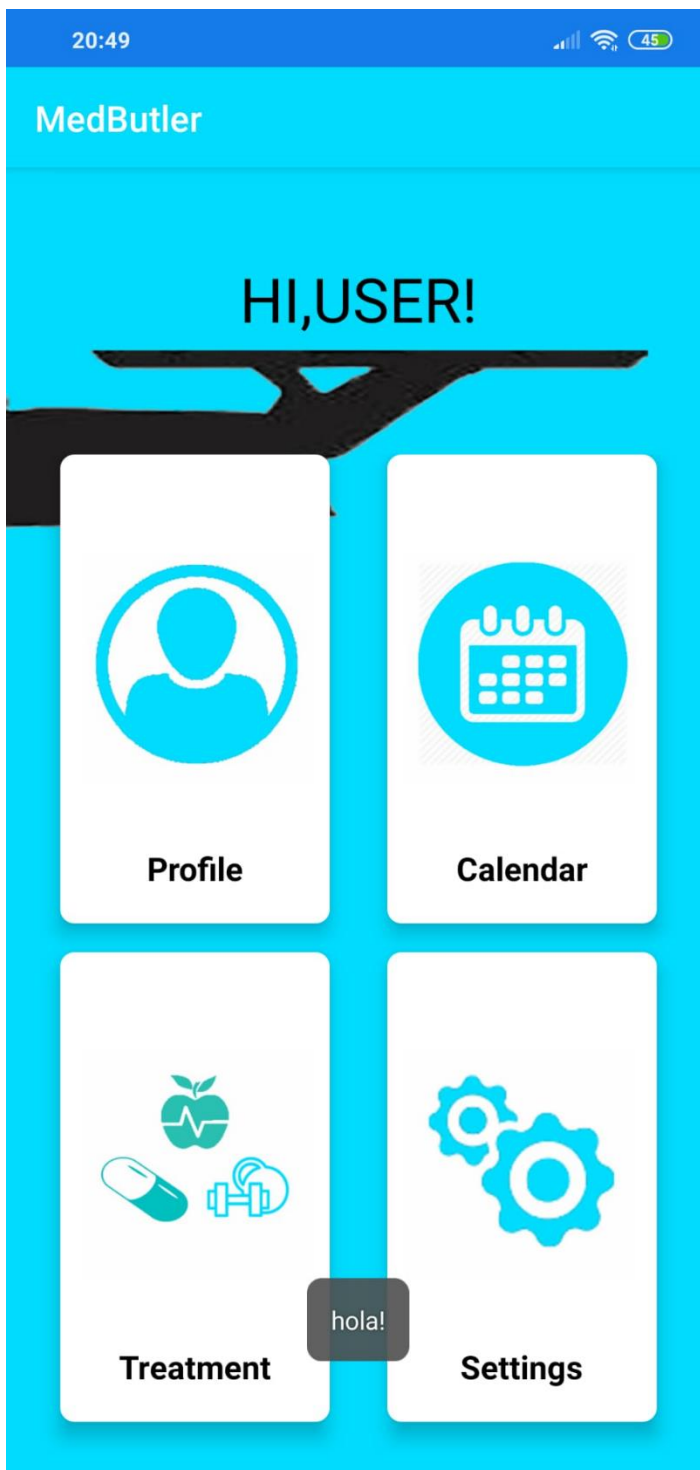 20:49
45
MedButler
HI,USER!
Profile
Calendar
Treatment
Settings
hola!